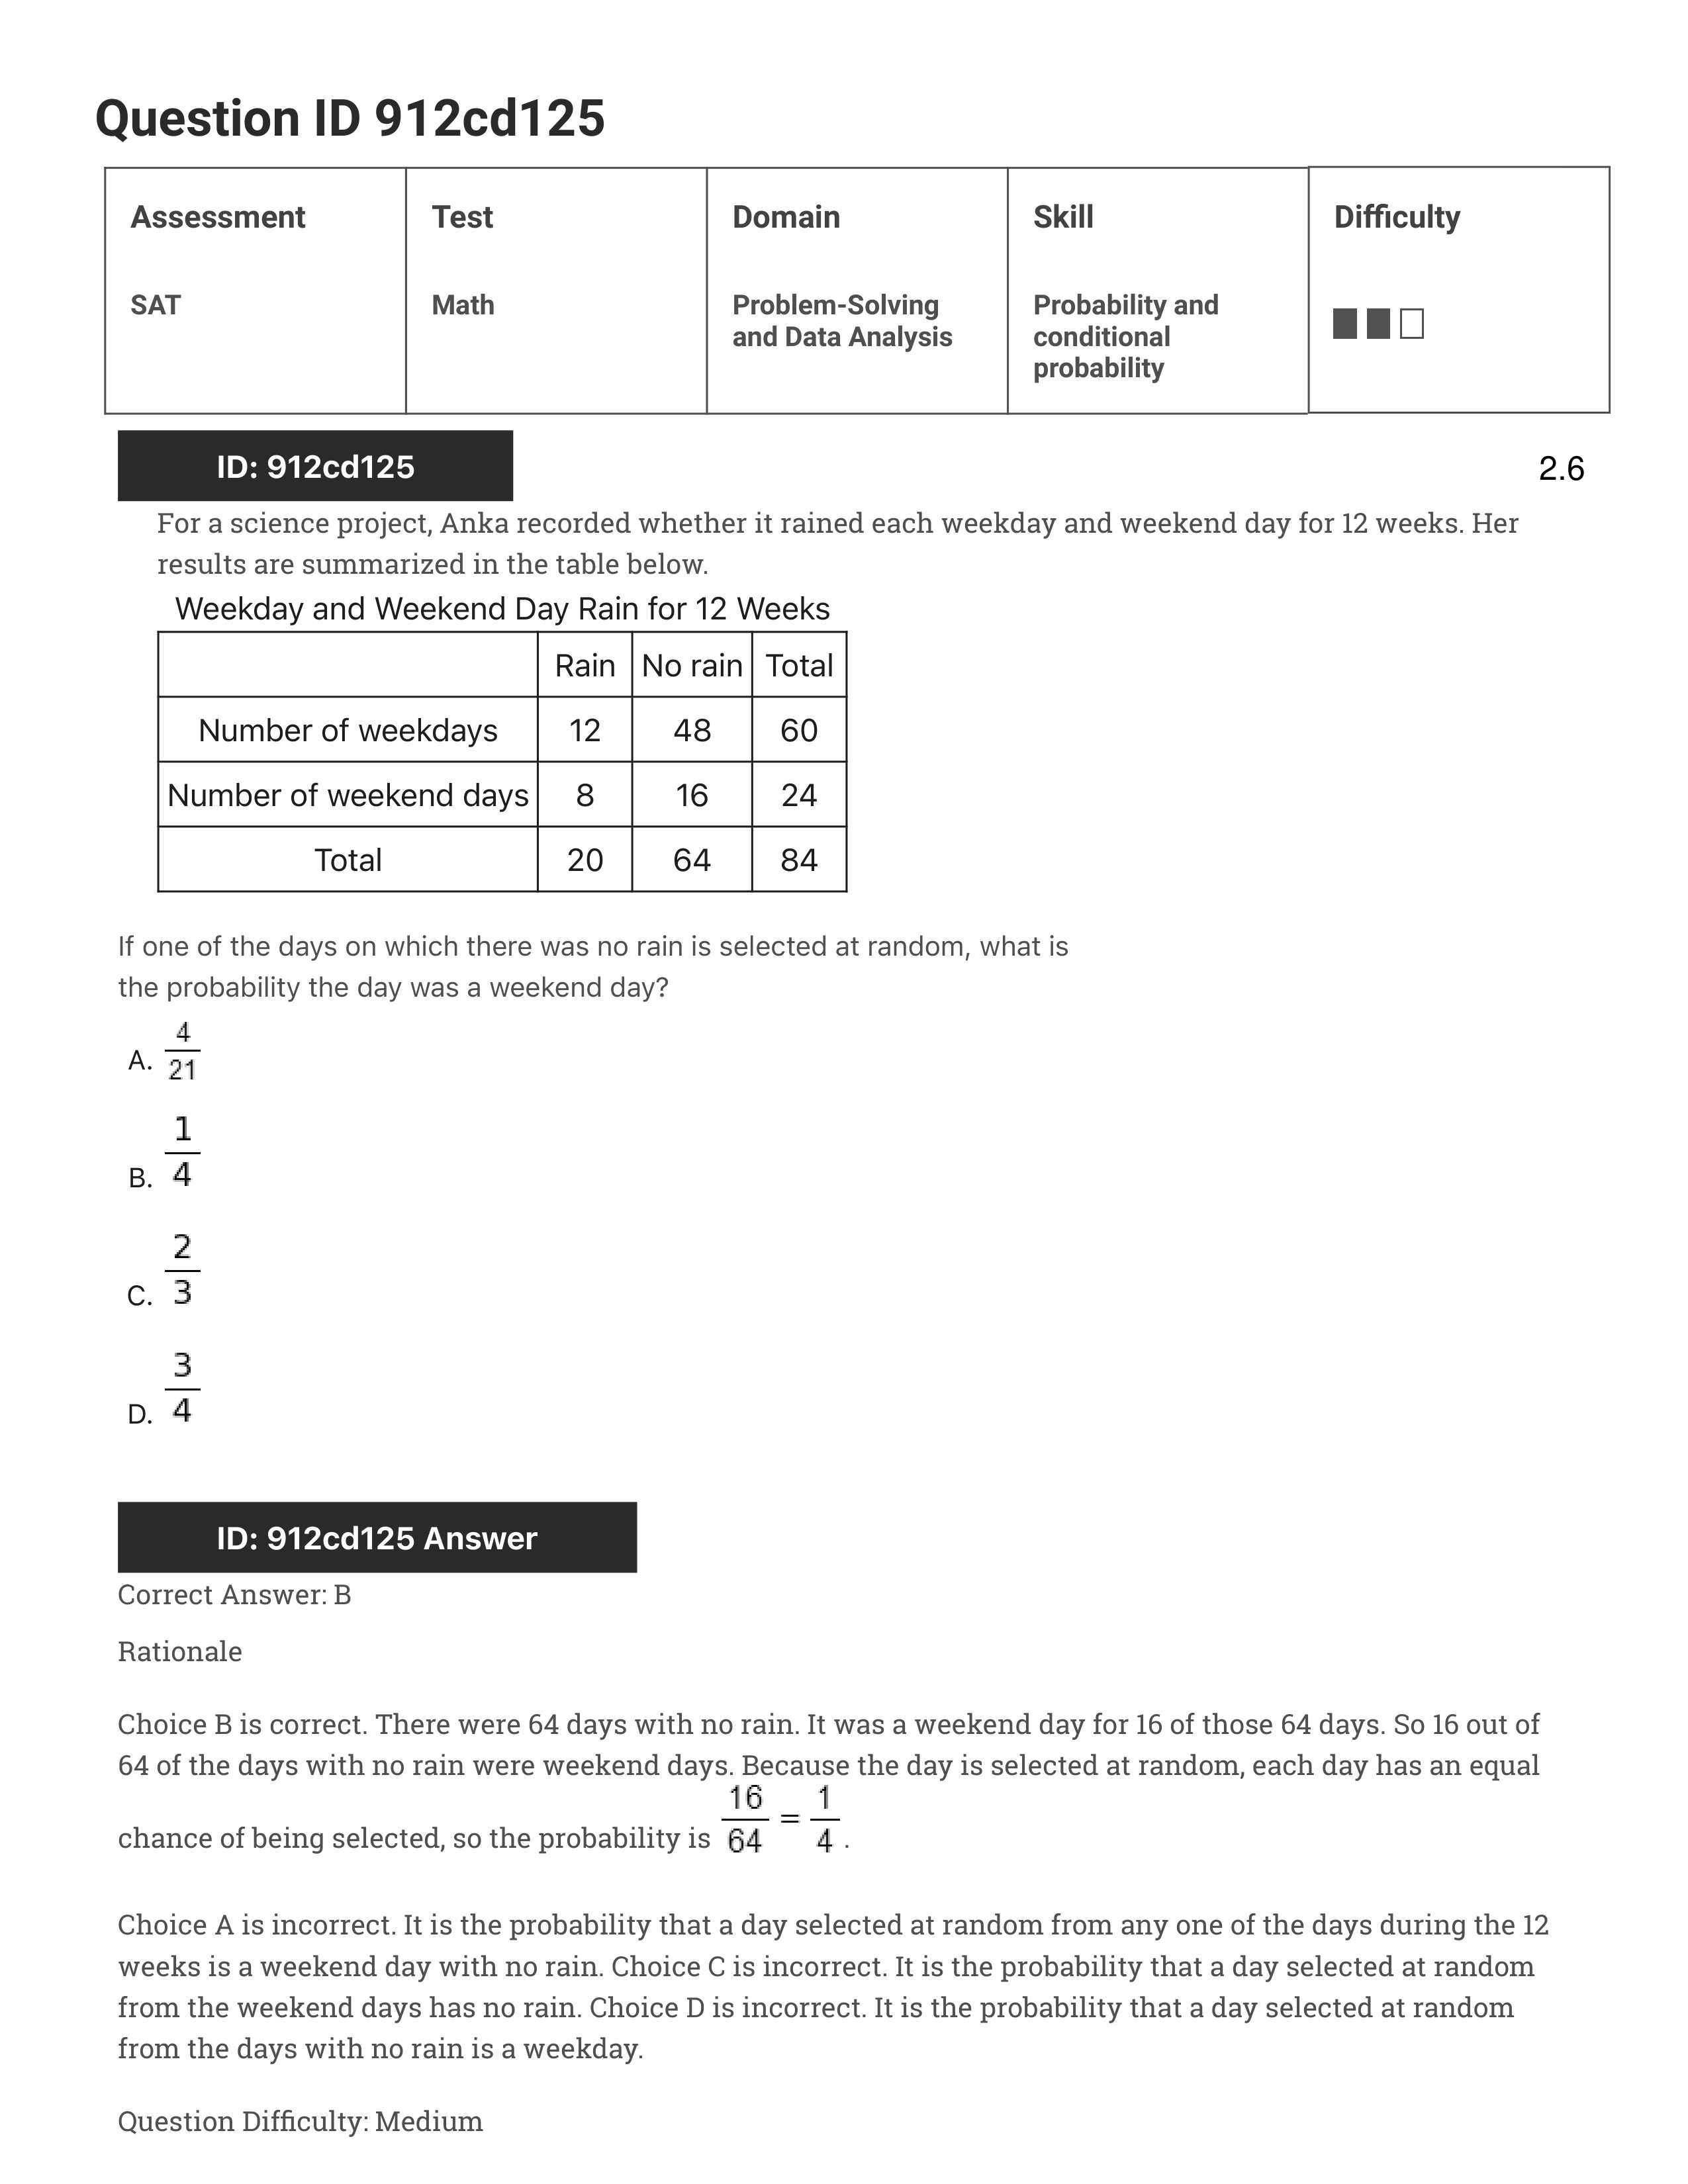 Question ID 912cd125
Assessment Test Domain Skill Difficulty
SAT Math Problem-Solving and Data Analysis Probability and conditional probability
ID: 912cd125 2.6
For a science project, Anka recorded whether it rained each weekday and weekend day for 12 weeks. Her
results are summarized in the table below.
Weekday and Weekend Day Rain for 12 Weeks
Rain No rain Total
Number of weekdays 12 48 60
Number of weekend days 8 16 24
Total 20 64 84
If one of the days on which there was no rain is selected at random, what is
the probability the day was a weekend day?
A. 4/21
B. 1/4
C. 2/3
D. 3/4
ID: 912cd125 Answer
Correct Answer: B
Rationale
Choice B is correct. There were 64 days with no rain. It was a weekend day for 16 of those 64 days. So 16 out of
64 of the days with no rain were weekend days. Because the day is selected at random, each day has an equal
chance of being selected, so the probability is 16/64 = 1/4.
Choice A is incorrect. It is the probability that a day selected at random from any one of the days during the 12
weeks is a weekend day with no rain. Choice C is incorrect. It is the probability that a day selected at random
from the weekend days has no rain. Choice D is incorrect. It is the probability that a day selected at random
from the days with no rain is a weekday.
Question Difficulty: Medium